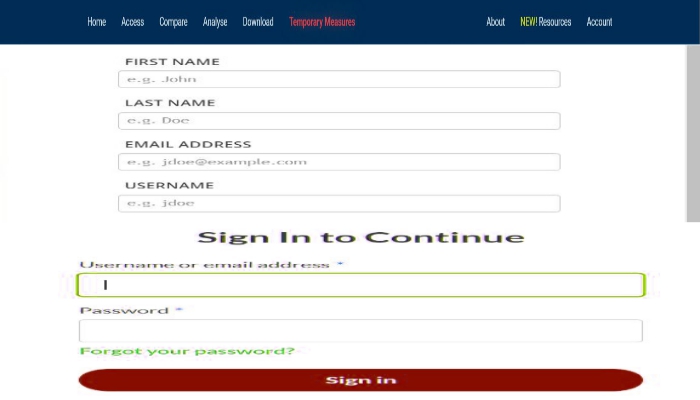 Home Access Compare Analyse Download Temporary Measures About NEW! Resources Account
FIRST NAME
e.g. John
LAST NAME
e.g. Doe
EMAIL ADDRESS
e.g. jdoe@example.com
USERNAME
e.g. jdoe
Sign In to Continue
Username or email address *
Password *
Forgot your password?
Sign in